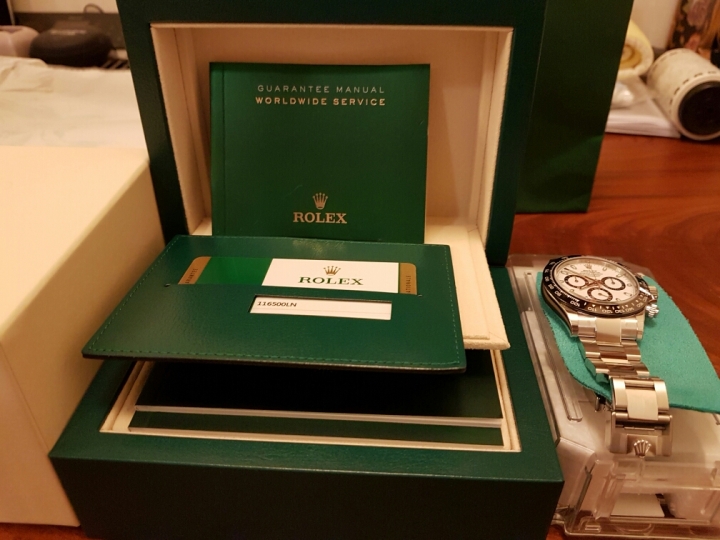 GUARANTEE MANUAL
WORLDWIDE SERVICE
ROLEX
ROLEX
116500LN